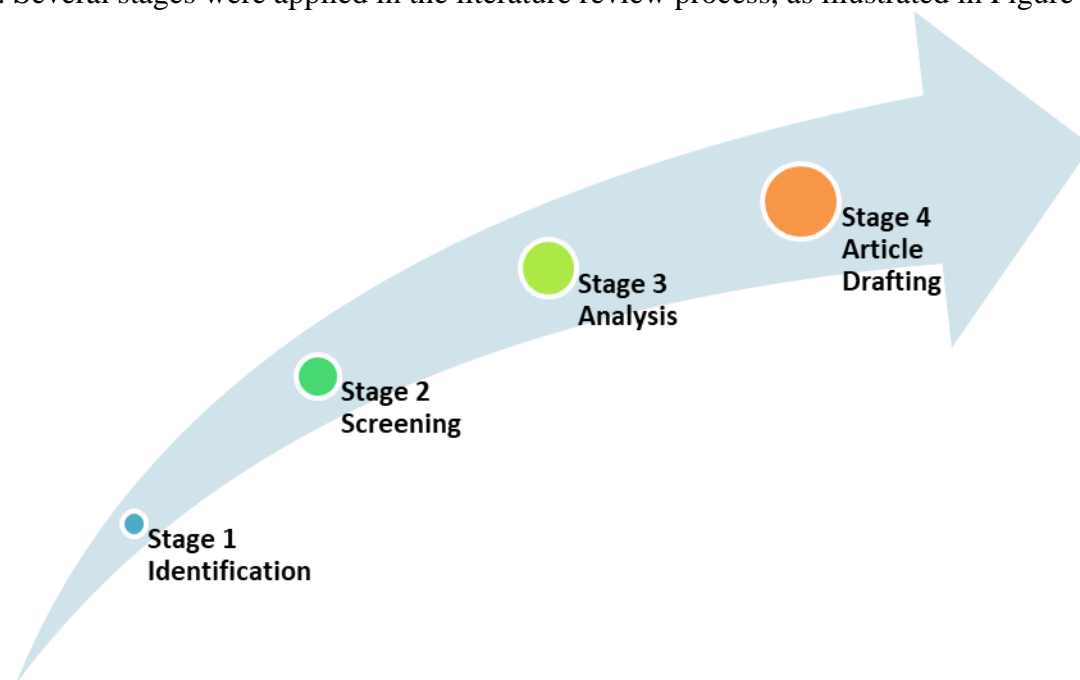 . Several stages were applied in the literature review process, as illustrated in Figure
Stage 4
Article
Drafting
Stage 3
Analysis
Stage 2
Screening
Stage 1
Identification